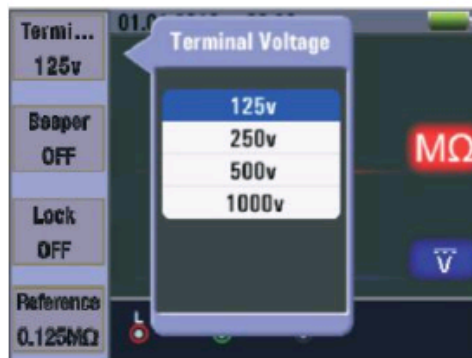 Termi...
125v
Beeper
OFF
Lock
OFF
Reference
0.125MΩ
Terminal Voltage
125v
250v
500v
1000v
MΩ
V
L